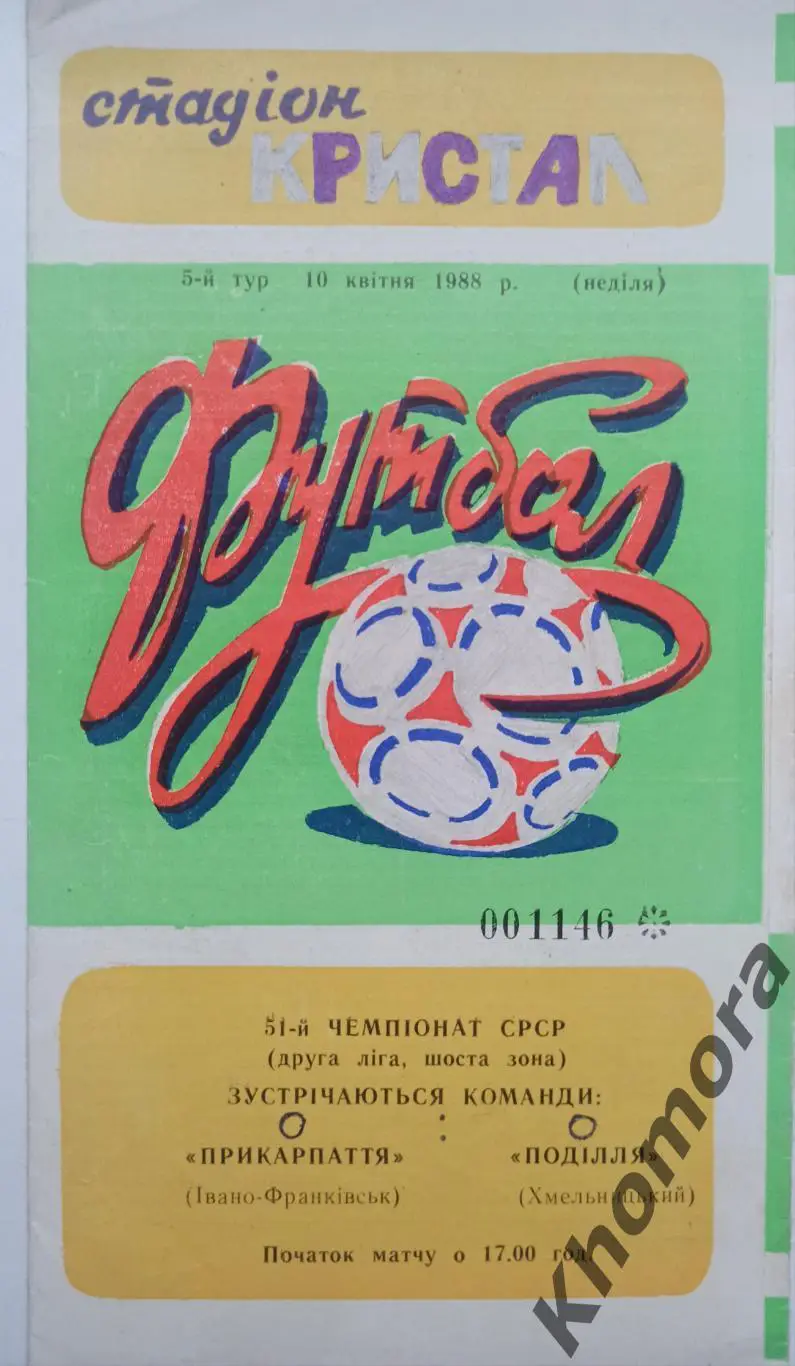 стадіон
КРИСТАЛ
5-й тур 10 квітня 1988 р. (неділя)
Футбол
001146
51-й ЧЕМПІОНАТ СРСР
(друга ліга, шоста зона)
ЗУСТРІЧАЮТЬСЯ КОМАНДИ:
0 : 0
«ПРИКАРПАТТЯ» «ПОДІЛЛЯ»
(Івано-Франківськ) (Хмельницький)
Початок матчу о 17.00 год.
Khomora